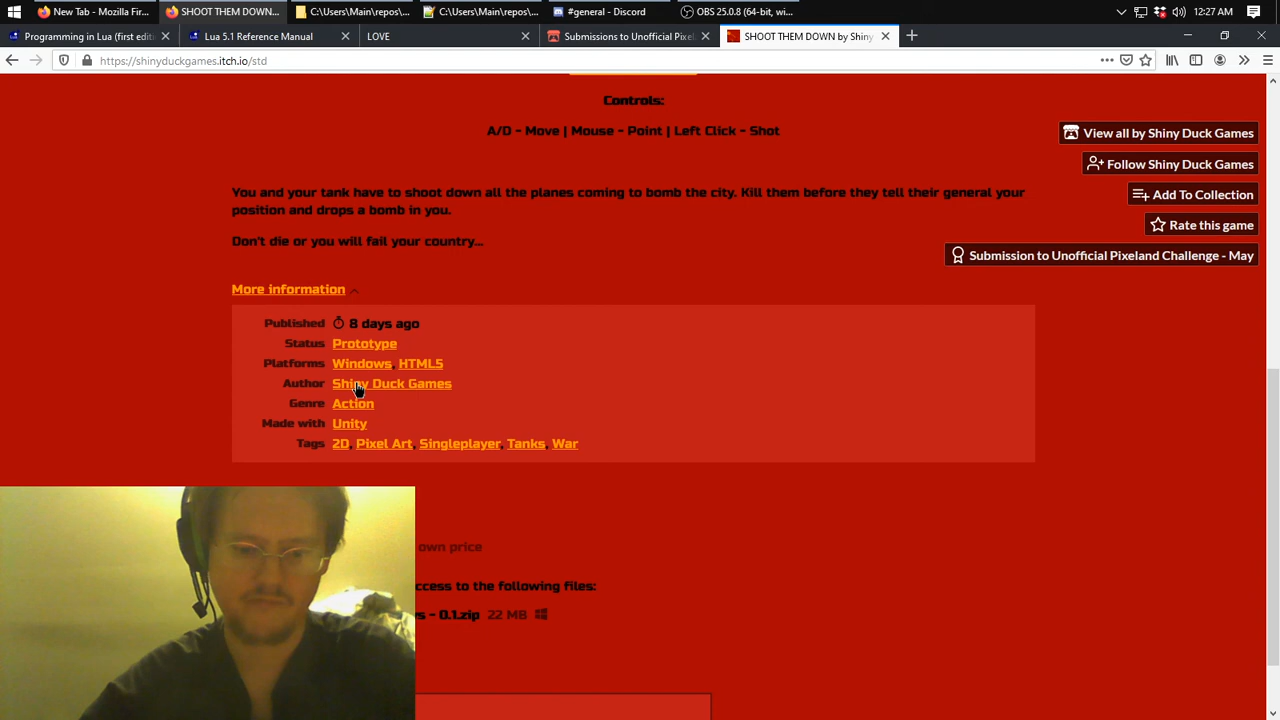 New Tab - Mozilla Fir...
SHOOT THEM DOWN...
C:\Users\Main\repos\...
C:\Users\Main\repos\...
#general - Discord
OBS 25.0.8 (64-bit, wi...
12:27 AM
Programming in Lua (first editi
Lua 5.1 Reference Manual
LOVE
Submissions to Unofficial Pixel
SHOOT THEM DOWN by Shiny
https://shinyduckgames.itch.io/std
Controls:
A/D - Move | Mouse - Point | Left Click - Shot
View all by Shiny Duck Games
Follow Shiny Duck Games
Add To Collection
Rate this game
Submission to Unofficial Pixeland Challenge - May
You and your tank have to shoot down all the planes coming to bomb the city. Kill them before they tell their general your
position and drops a bomb in you.
Don't die or you will fail your country...
More information
Published 8 days ago
Status Prototype
Platforms Windows, HTML5
Author Shiny Duck Games
Genre Action
Made with Unity
Tags 2D, Pixel Art, Singleplayer, Tanks, War
own price
ccess to the following files:
s - 0.1.zip 22 MB